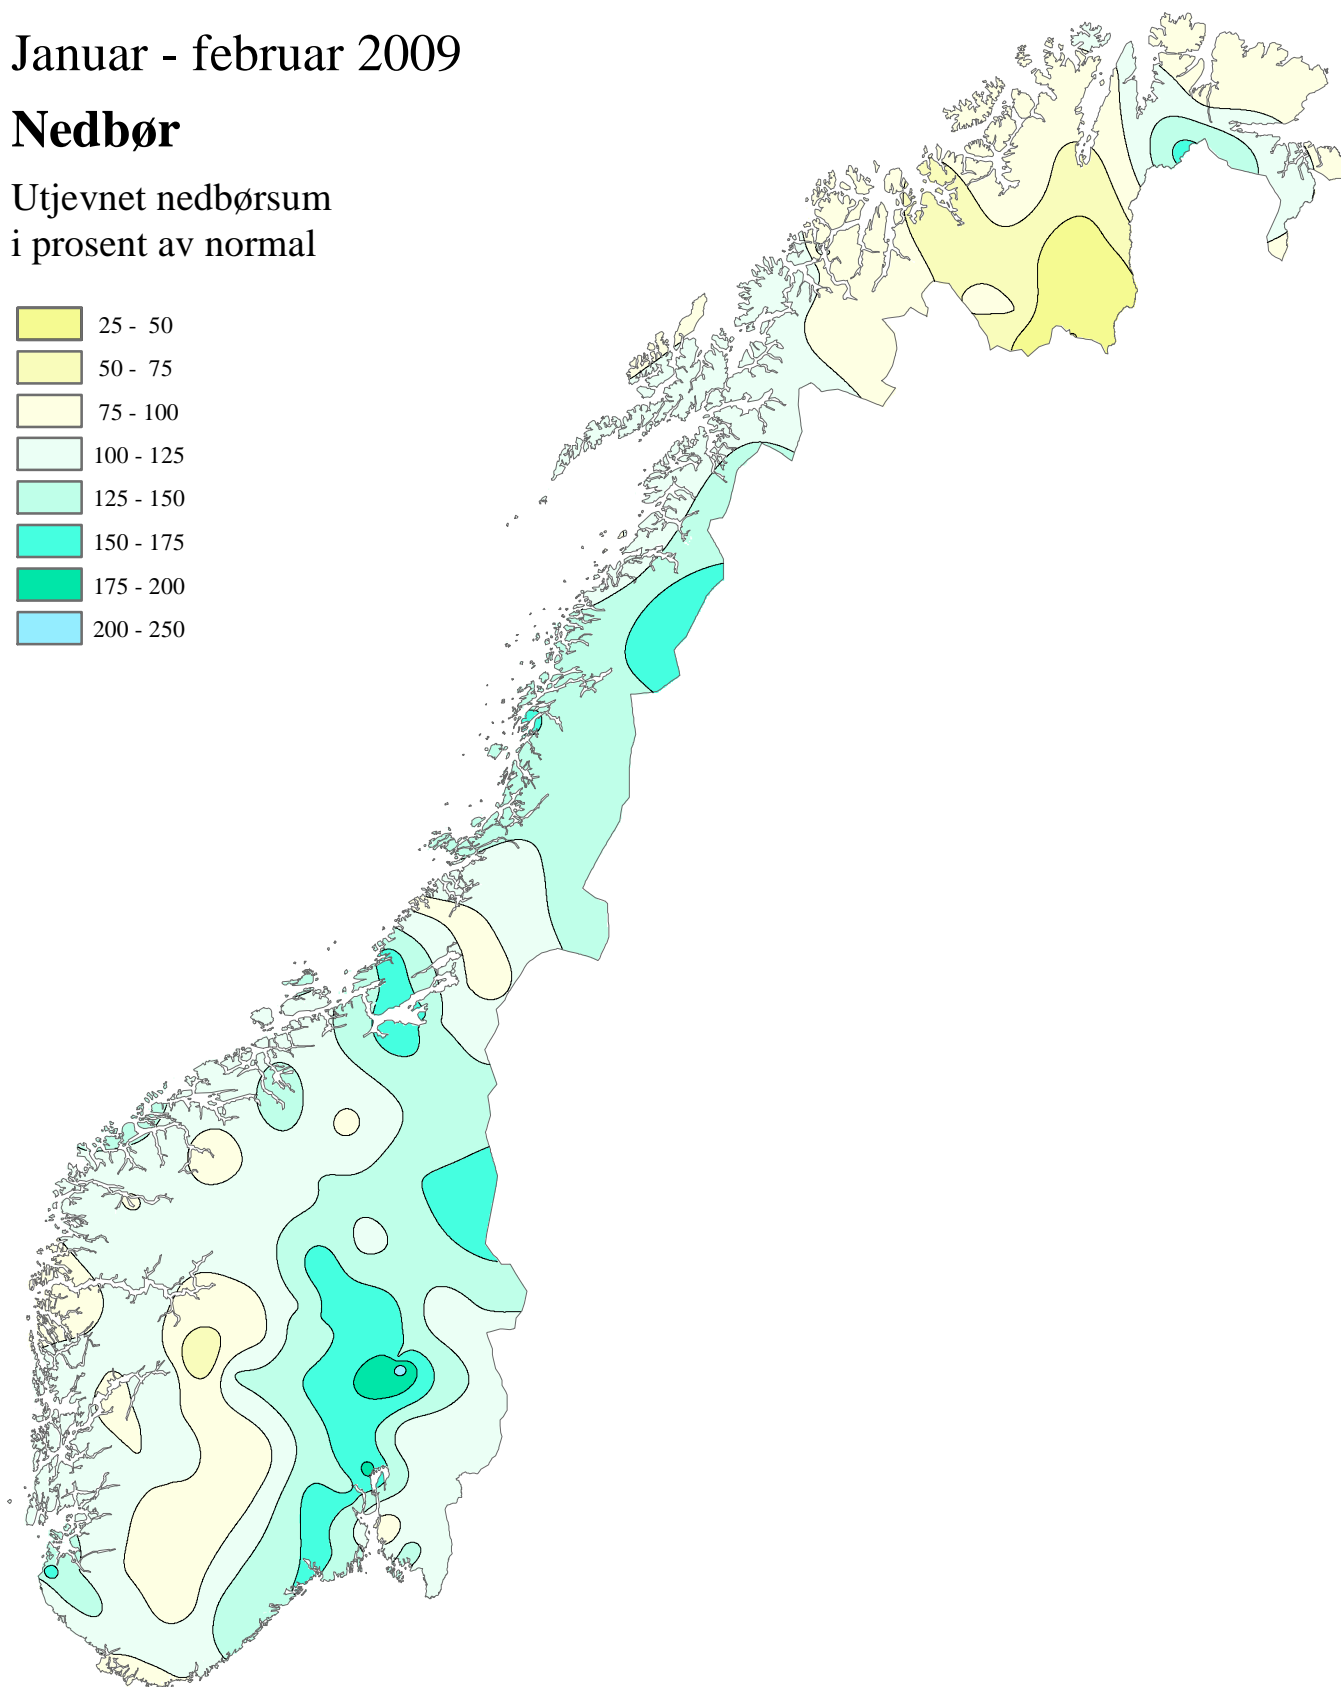 Januar - februar 2009
Nedbør
Utjevnet nedbørsum
i prosent av normal
25 - 50
50 - 75
75 - 100
100 - 125
125 - 150
150 - 175
175 - 200
200 - 250